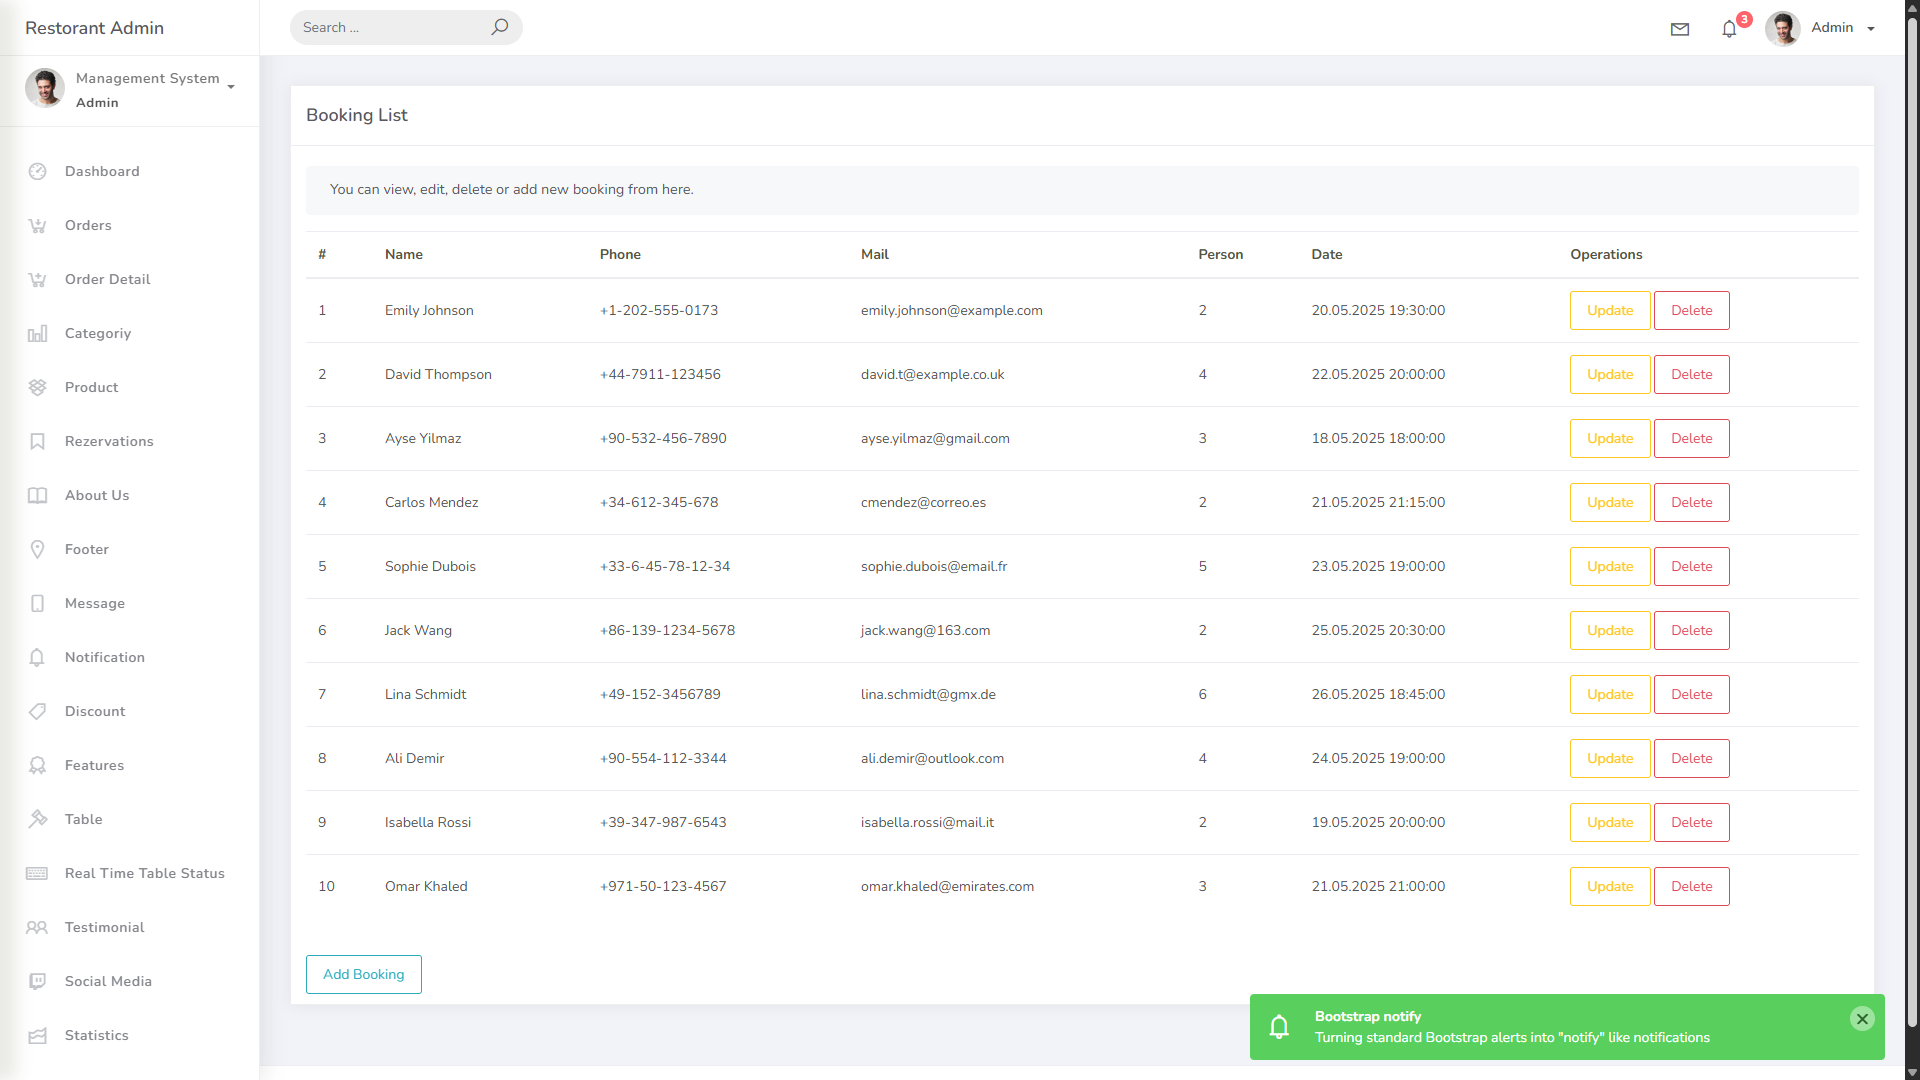 Restorant Admin
Search ...
3
Admin
Management System
Admin
Dashboard
Orders
Order Detail
Categoriy
Product
Rezervations
About Us
Footer
Message
Notification
Discount
Features
Table
Real Time Table Status
Testimonial
Social Media
Statistics
Booking List
You can view, edit, delete or add new booking from here.
# Name Phone Mail Person Date Operations
1 Emily Johnson +1-202-555-0173 emily.johnson@example.com 2 20.05.2025 19:30:00 Update Delete
2 David Thompson +44-7911-123456 david.t@example.co.uk 4 22.05.2025 20:00:00 Update Delete
3 Ayse Yilmaz +90-532-456-7890 ayse.yilmaz@gmail.com 3 18.05.2025 18:00:00 Update Delete
4 Carlos Mendez +34-612-345-678 cmendez@correo.es 2 21.05.2025 21:15:00 Update Delete
5 Sophie Dubois +33-6-45-78-12-34 sophie.dubois@email.fr 5 23.05.2025 19:00:00 Update Delete
6 Jack Wang +86-139-1234-5678 jack.wang@163.com 2 25.05.2025 20:30:00 Update Delete
7 Lina Schmidt +49-152-3456789 lina.schmidt@gmx.de 6 26.05.2025 18:45:00 Update Delete
8 Ali Demir +90-554-112-3344 ali.demir@outlook.com 4 24.05.2025 19:00:00 Update Delete
9 Isabella Rossi +39-347-987-6543 isabella.rossi@mail.it 2 19.05.2025 20:00:00 Update Delete
10 Omar Khaled +971-50-123-4567 omar.khaled@emirates.com 3 21.05.2025 21:00:00 Update Delete
Add Booking
Bootstrap notify
Turning standard Bootstrap alerts into "notify" like notifications